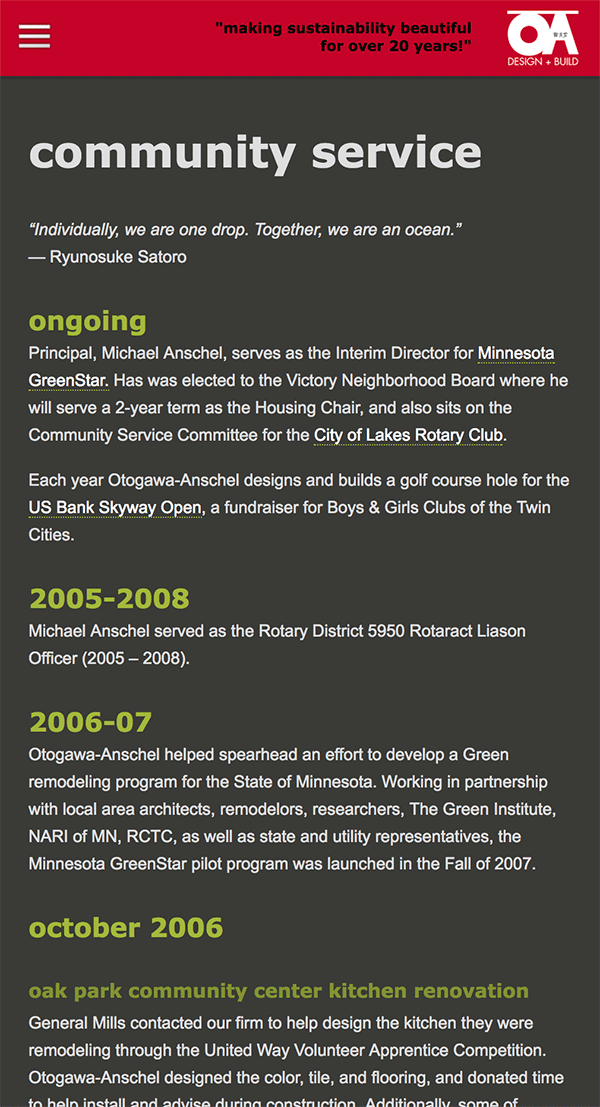 "making sustainability beautiful
for over 20 years!"
OA
DESIGN + BUILD
community service
“Individually, we are one drop. Together, we are an ocean.”
— Ryunosuke Satoro
ongoing
Principal, Michael Anschel, serves as the Interim Director for Minnesota
GreenStar. Has was elected to the Victory Neighborhood Board where he
will serve a 2-year term as the Housing Chair, and also sits on the
Community Service Committee for the City of Lakes Rotary Club.
Each year Otogawa-Anschel designs and builds a golf course hole for the
US Bank Skyway Open, a fundraiser for Boys & Girls Clubs of the Twin
Cities.
2005-2008
Michael Anschel served as the Rotary District 5950 Rotaract Liason
Officer (2005 – 2008).
2006-07
Otogawa-Anschel helped spearhead an effort to develop a Green
remodeling program for the State of Minnesota. Working in partnership
with local area architects, remodelors, researchers, The Green Institute,
NARI of MN, RCTC, as well as state and utility representatives, the
Minnesota GreenStar pilot program was launched in the Fall of 2007.
october 2006
oak park community center kitchen renovation
General Mills contacted our firm to help design the kitchen they were
remodeling through the United Way Volunteer Apprentice Competition.
Otogawa-Anschel designed the color, tile, and flooring, and donated time
to help install and advise during construction. Additionally, some of